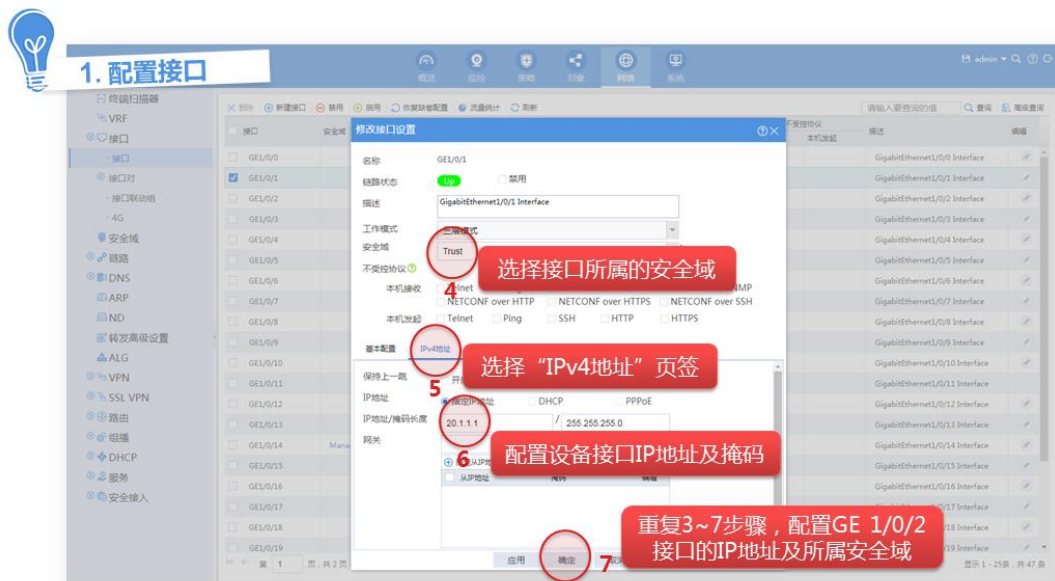 1. 配置接口
概览 监控 策略 对象 网络 系统
admin
终端扫描器
VRF
接口
接口
接口对
接口联动组
4G
安全域
链路
DNS
ARP
ND
转发高级设置
ALG
VPN
SSL VPN
路由
组播
DHCP
服务
安全接入
删除 新建接口 禁用 启用 恢复缺省配置 流量统计 刷新
请输入要查询的值 查询 高级查询
接口 安全域 不受控协议 本机发起 描述 编辑
GE1/0/0 GigabitEthernet1/0/0 Interface
GE1/0/1 GigabitEthernet1/0/1 Interface
GE1/0/2 GigabitEthernet1/0/2 Interface
GE1/0/3 GigabitEthernet1/0/3 Interface
GE1/0/4 GigabitEthernet1/0/4 Interface
GE1/0/5 GigabitEthernet1/0/5 Interface
GE1/0/6 GigabitEthernet1/0/6 Interface
GE1/0/7 GigabitEthernet1/0/7 Interface
GE1/0/8 GigabitEthernet1/0/8 Interface
GE1/0/9 GigabitEthernet1/0/9 Interface
GE1/0/10 GigabitEthernet1/0/10 Interface
GE1/0/11 GigabitEthernet1/0/11 Interface
GE1/0/12 GigabitEthernet1/0/12 Interface
GE1/0/13 GigabitEthernet1/0/13 Interface
GE1/0/14 Mana GigabitEthernet1/0/14 Interface
GE1/0/15 GigabitEthernet1/0/15 Interface
GE1/0/16 GigabitEthernet1/0/16 Interface
GE1/0/17 /17 Interface
GE1/0/18 /18 Interface
GE1/0/19 /19 Interface
第 1 页，共2页
显示 1 - 25条，共 47 条
修改接口设置
名称 GE1/0/1
链路状态 Up 禁用
描述 GigabitEthernet1/0/1 Interface
工作模式 三层模式
安全域 Trust
4
选择接口所属的安全域
不受控协议
本机接收 Telnet
NETCONF over HTTP NETCONF over HTTPS NETCONF over SSH
本机发起 Telnet Ping SSH HTTP HTTPS
基本配置 IPv4地址
5
选择“IPv4地址”页签
保持上一跳
IP地址 指定IP地址 DHCP PPPoE
IP地址/掩码长度 20.1.1.1 / 255.255.255.0
网关
6
配置设备接口IP地址及掩码
从IP地址 掩码 编辑
应用 确定
7
重复3~7步骤，配置GE 1/0/2
接口的IP地址及所属安全域